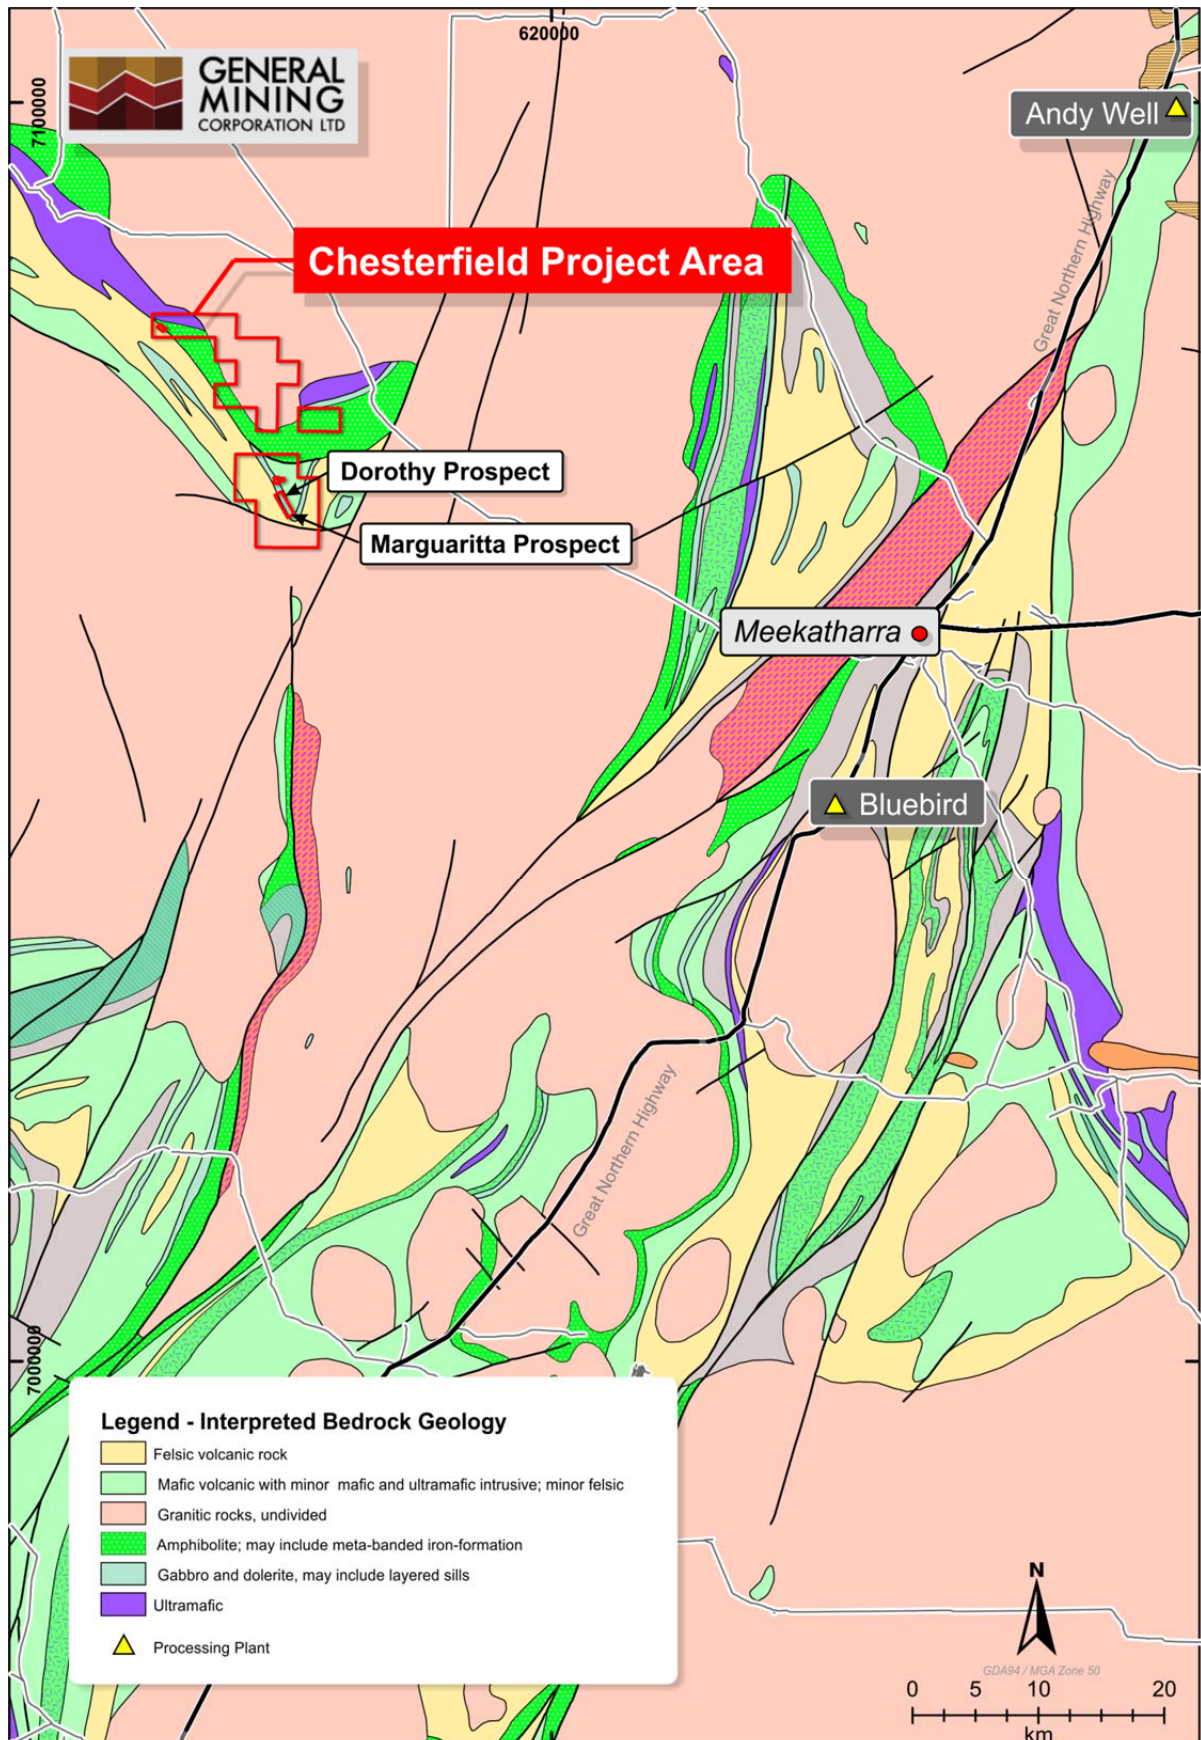 620000
GENERAL
MINING
CORPORATION LTD
7100000
Andy Well
Great Northern Highway
Chesterfield Project Area
Dorothy Prospect
Marguaritta Prospect
Meekatharra
Bluebird
Great Northern Highway
7000000
Legend - Interpreted Bedrock Geology
Felsic volcanic rock
Mafic volcanic with minor mafic and ultramafic intrusive; minor felsic
Granitic rocks, undivided
Amphibolite; may include meta-banded iron-formation
Gabbro and dolerite, may include layered sills
Ultramafic
Processing Plant
N
GDA94 / MGA Zone 50
0 5 10 20
km